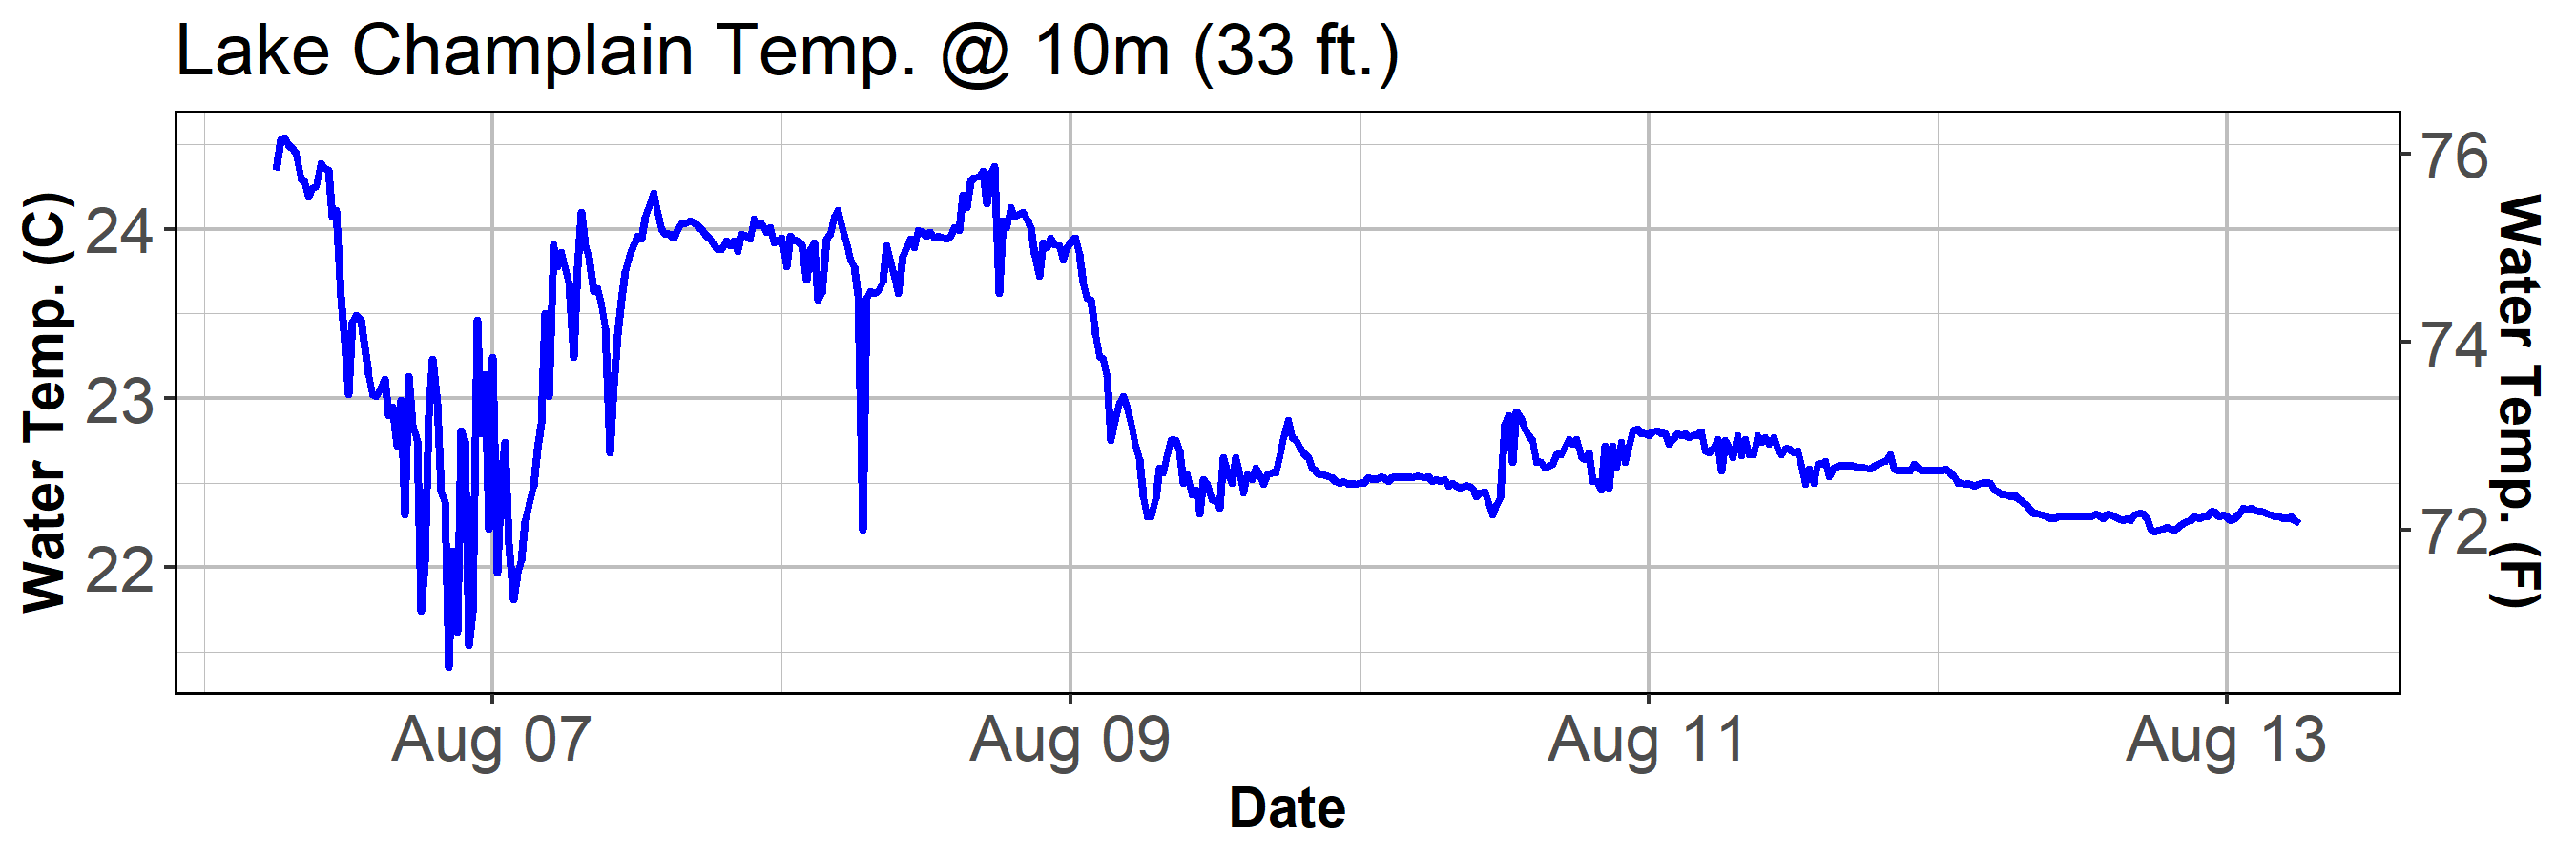 Lake Champlain Temp. @ 10m (33 ft.)
Water Temp. (C)
24
23
22
76
74
72
Water Temp. (F)
Aug 07 Aug 09 Aug 11 Aug 13
Date